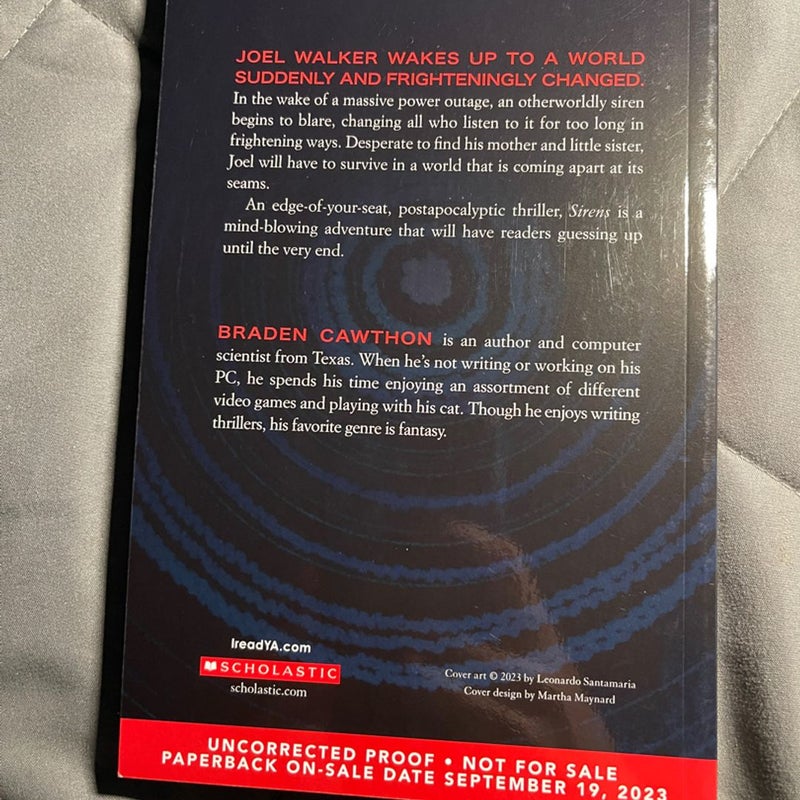 JOEL WALKER WAKES UP TO A WORLD
SUDDENLY AND FRIGHTENINGLY CHANGED.
In the wake of a massive power outage, an otherworldly siren
begins to blare, changing all who listen to it for too long in
frightening ways. Desperate to find his mother and little sister,
Joel will have to survive in a world that is coming apart at its
seams.
An edge-of-your-seat, postapocalyptic thriller, Sirens is a
mind-blowing adventure that will have readers guessing up
until the very end.
BRADEN CAWTHON is an author and computer
scientist from Texas. When he's not writing or working on his
PC, he spends his time enjoying an assortment of different
video games and playing with his cat. Though he enjoys writing
thrillers, his favorite genre is fantasy.
IreadYA.com
SCHOLASTIC
scholastic.com
Cover art © 2023 by Leonardo Santamaria
Cover design by Martha Maynard
UNCORRECTED PROOF • NOT FOR SALE
PAPERBACK ON-SALE DATE SEPTEMBER 19, 2023